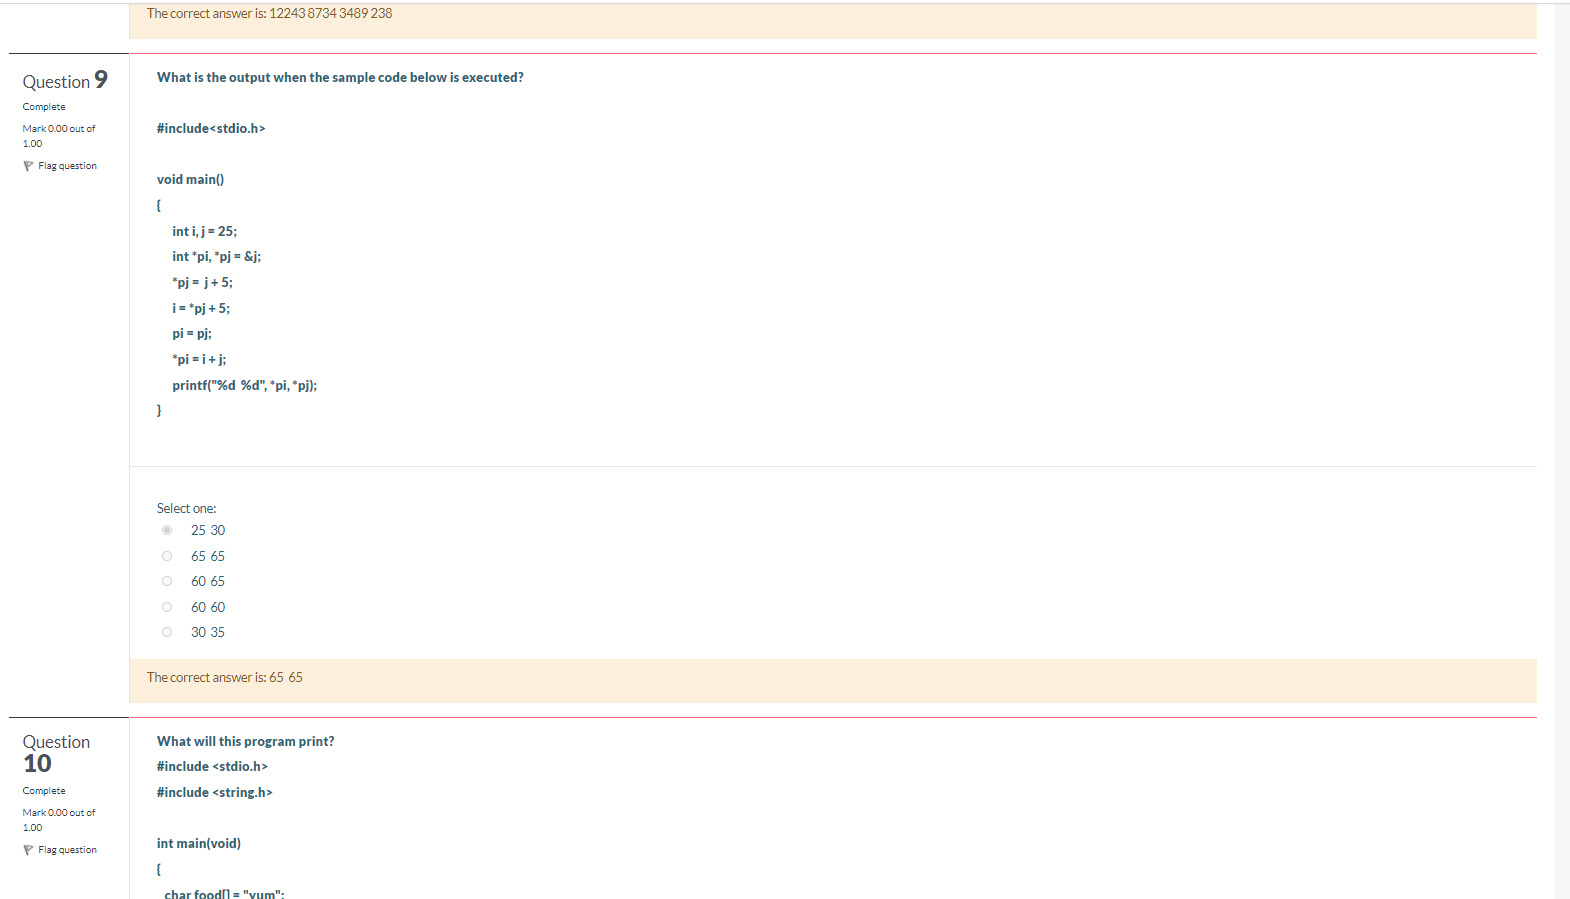 The correct answer is: 12243 8734 3489 238
Question 9
Complete
Mark 0.00 out of
1.00
Flag question
What is the output when the sample code below is executed?
#include<stdio.h>
void main()
{
int i, j = 25;
int *pi, *pj = &j;
*pj = j + 5;
i = *pj + 5;
pi = pj;
*pi = i + j;
printf("%d %d", *pi, *pj);
}
Select one:
25 30
65 65
60 65
60 60
30 35
The correct answer is: 65 65
Question
10
Complete
Mark 0.00 out of
1.00
Flag question
What will this program print?
#include <stdio.h>
#include <string.h>
int main(void)
{
char food[] = "yum";